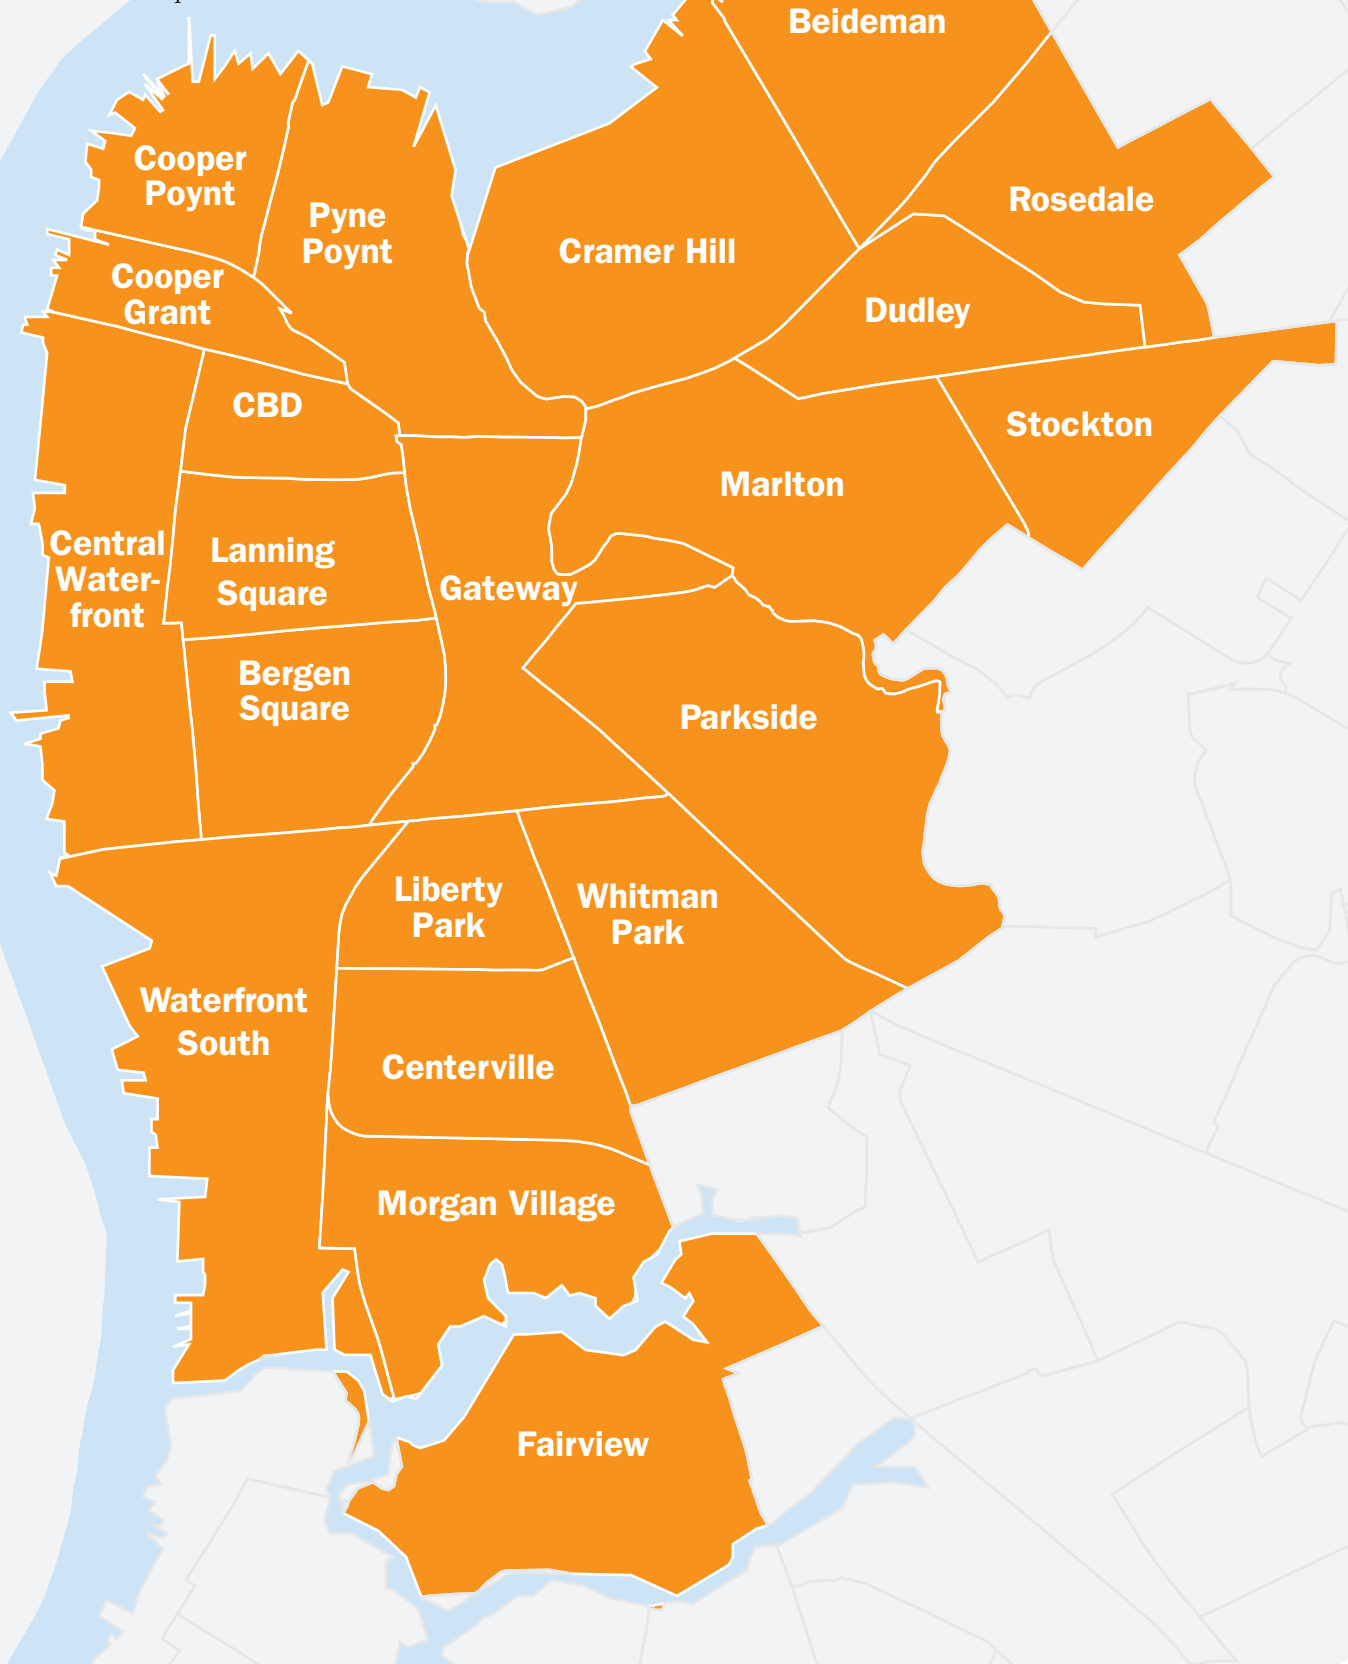 Beideman
Cooper
Poynt
Pyne
Poynt
Rosedale
Cramer Hill
Cooper
Grant
Dudley
CBD
Stockton
Marlton
Central
Water-
front
Lanning
Square
Gateway
Bergen
Square
Parkside
Liberty
Park
Whitman
Park
Waterfront
South
Centerville
Morgan Village
Fairview